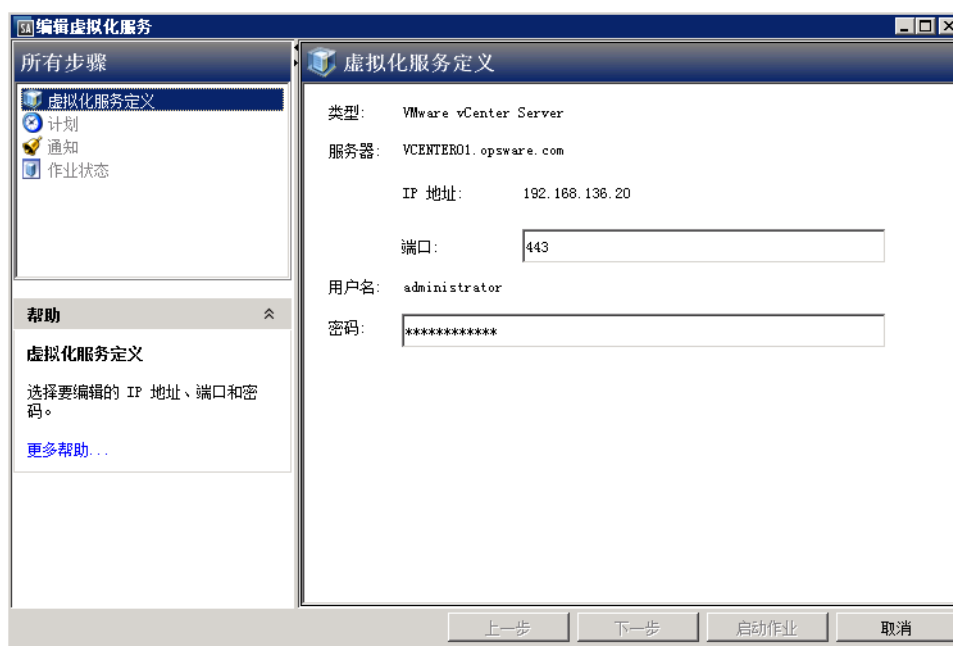 SA 编辑虚拟化服务
所有步骤
虚拟化服务定义
计划
通知
作业状态
帮助
虚拟化服务定义
选择要编辑的 IP 地址、端口和密
码。
更多帮助...
虚拟化服务定义
类型: VMware vCenter Server
服务器: VCENTER01.opsware.com
IP 地址: 192.168.136.20
端口: 443
用户名: administrator
密码: ************
上一步 下一步 启动作业 取消